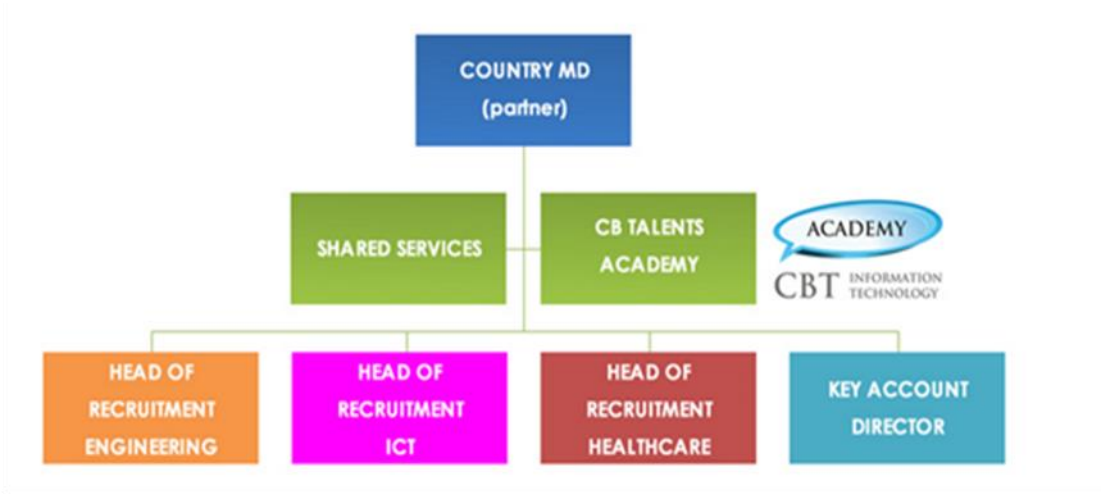 COUNTRY MD
(partner)
SHARED SERVICES
CB TALENTS
ACADEMY
ACADEMY
CBT INFORMATION
TECHNOLOGY
HEAD OF
RECRUITMENT
ENGINEERING
HEAD OF
RECRUITMENT
ICT
HEAD OF
RECRUITMENT
HEALTHCARE
KEY ACCOUNT
DIRECTOR